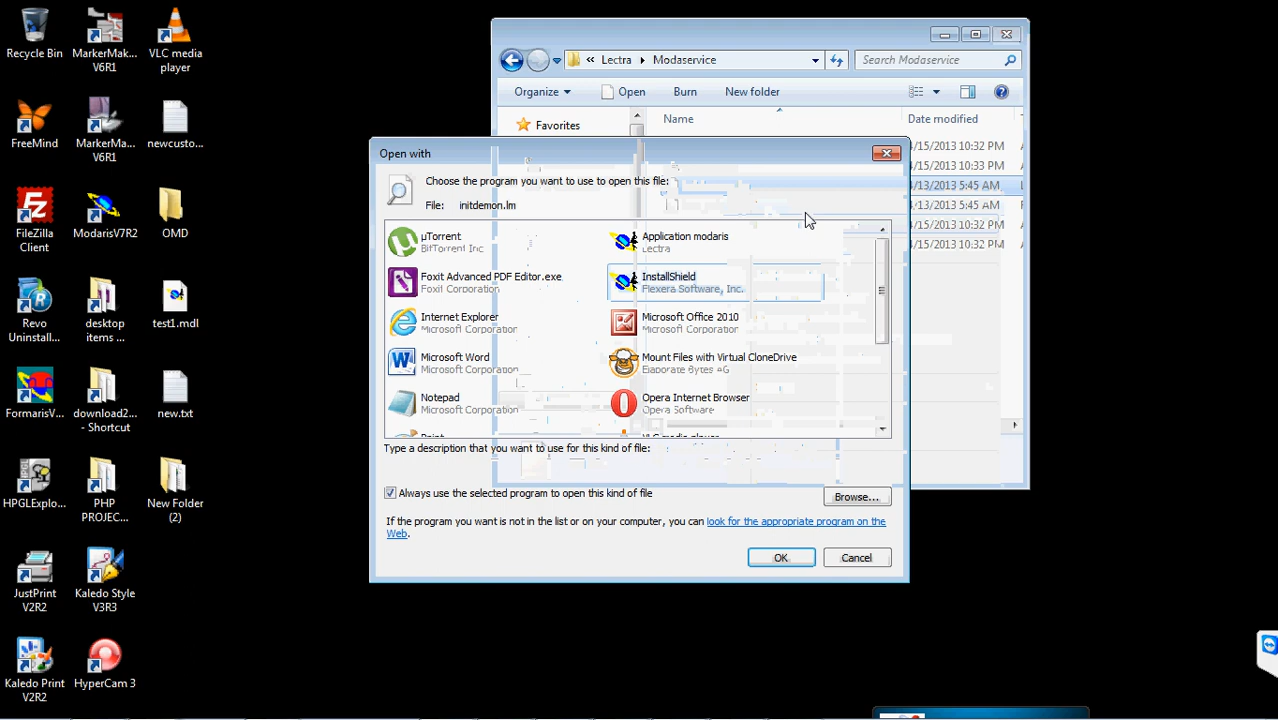 Recycle Bin
MarkerMak... V6R1
VLC media player
FreeMind
MarkerMa... V6R1
newcusto...
FileZilla Client
ModarisV7R2
OMD
Revo Uninstal...
desktop items ...
test1.mdl
FormarisV...
download2... - Shortcut
new.txt
HPGLExplo...
PHP PROJEC...
New Folder (2)
JustPrint V2R2
Kaledo Style V3R3
Kaledo Print V2R2
HyperCam 3
« Lectra Modaservice
Search Modaservice
Organize Open Burn New folder
Favorites
Name
Date modified
4/15/2013 10:32 PM
4/15/2013 10:33 PM
4/13/2013 5:45 AM
4/13/2013 5:45 AM
4/15/2013 10:32 PM
4/15/2013 10:32 PM
Open with
Choose the program you want to use to open this file:
File: initdemon.lm
µTorrent
BitTorrent Inc
Application modaris
Lectra
Foxit Advanced PDF Editor.exe
Foxit Corporation
InstallShield
Flexera Software, Inc.
Internet Explorer
Microsoft Corporation
Microsoft Office 2010
Microsoft Corporation
Microsoft Word
Microsoft Corporation
Mount Files with Virtual CloneDrive
Elaborate Bytes AG
Notepad
Microsoft Corporation
Opera Internet Browser
Opera Software
Type a description that you want to use for this kind of file:
Always use the selected program to open this kind of file
Browse...
If the program you want is not in the list or on your computer, you can look for the appropriate program on the
Web.
OK
Cancel